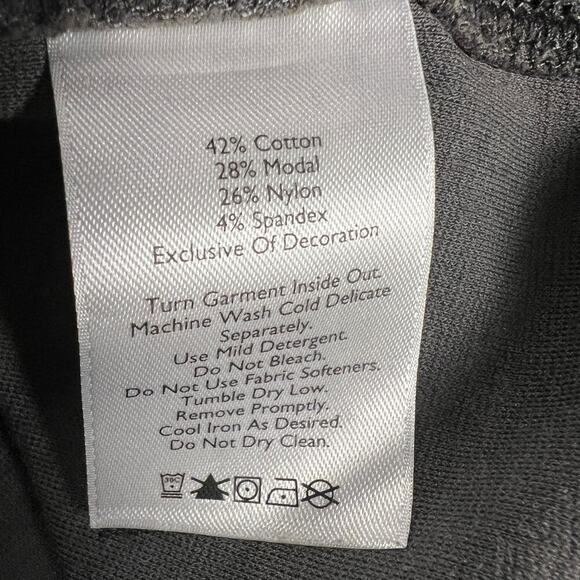 42% Cotton
28% Modal
26% Nylon
4% Spandex
Exclusive Of Decoration
Turn Garment Inside Out.
Machine Wash Cold Delicate
Separately.
Use Mild Detergent.
Do Not Bleach.
Do Not Use Fabric Softeners.
Tumble Dry Low.
Remove Promptly.
Cool Iron As Desired.
Do Not Dry Clean.
30C